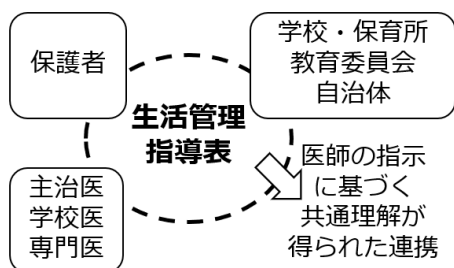 保護者
学校・保育所
教育委員会
自治体
生活管理
指導表
主治医
学校医
専門医
医師の指示
に基づく
共通理解が
得られた連携